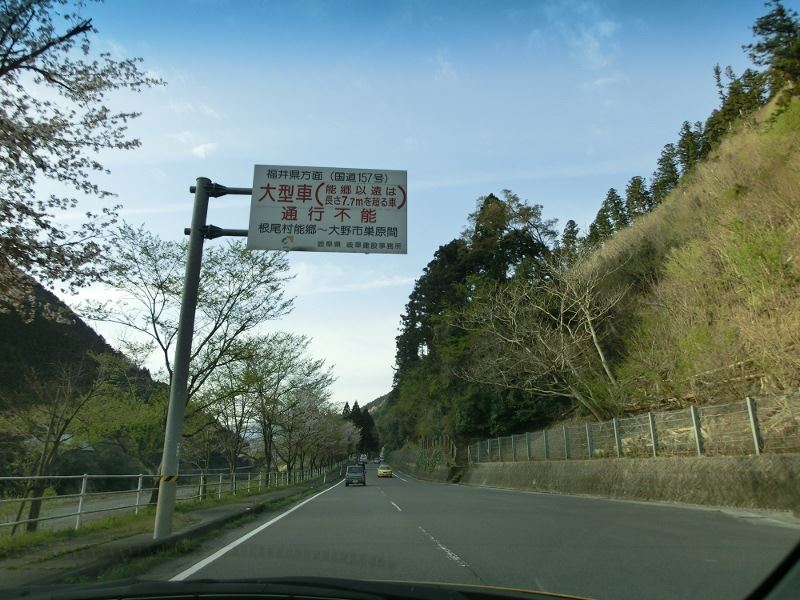 福井県方面（国道157号）
大型車（能郷以遠は
長さ7.7mを超る車）
通行不能
根尾村能郷～大野市巣原間
岐阜県 岐阜建設事務所